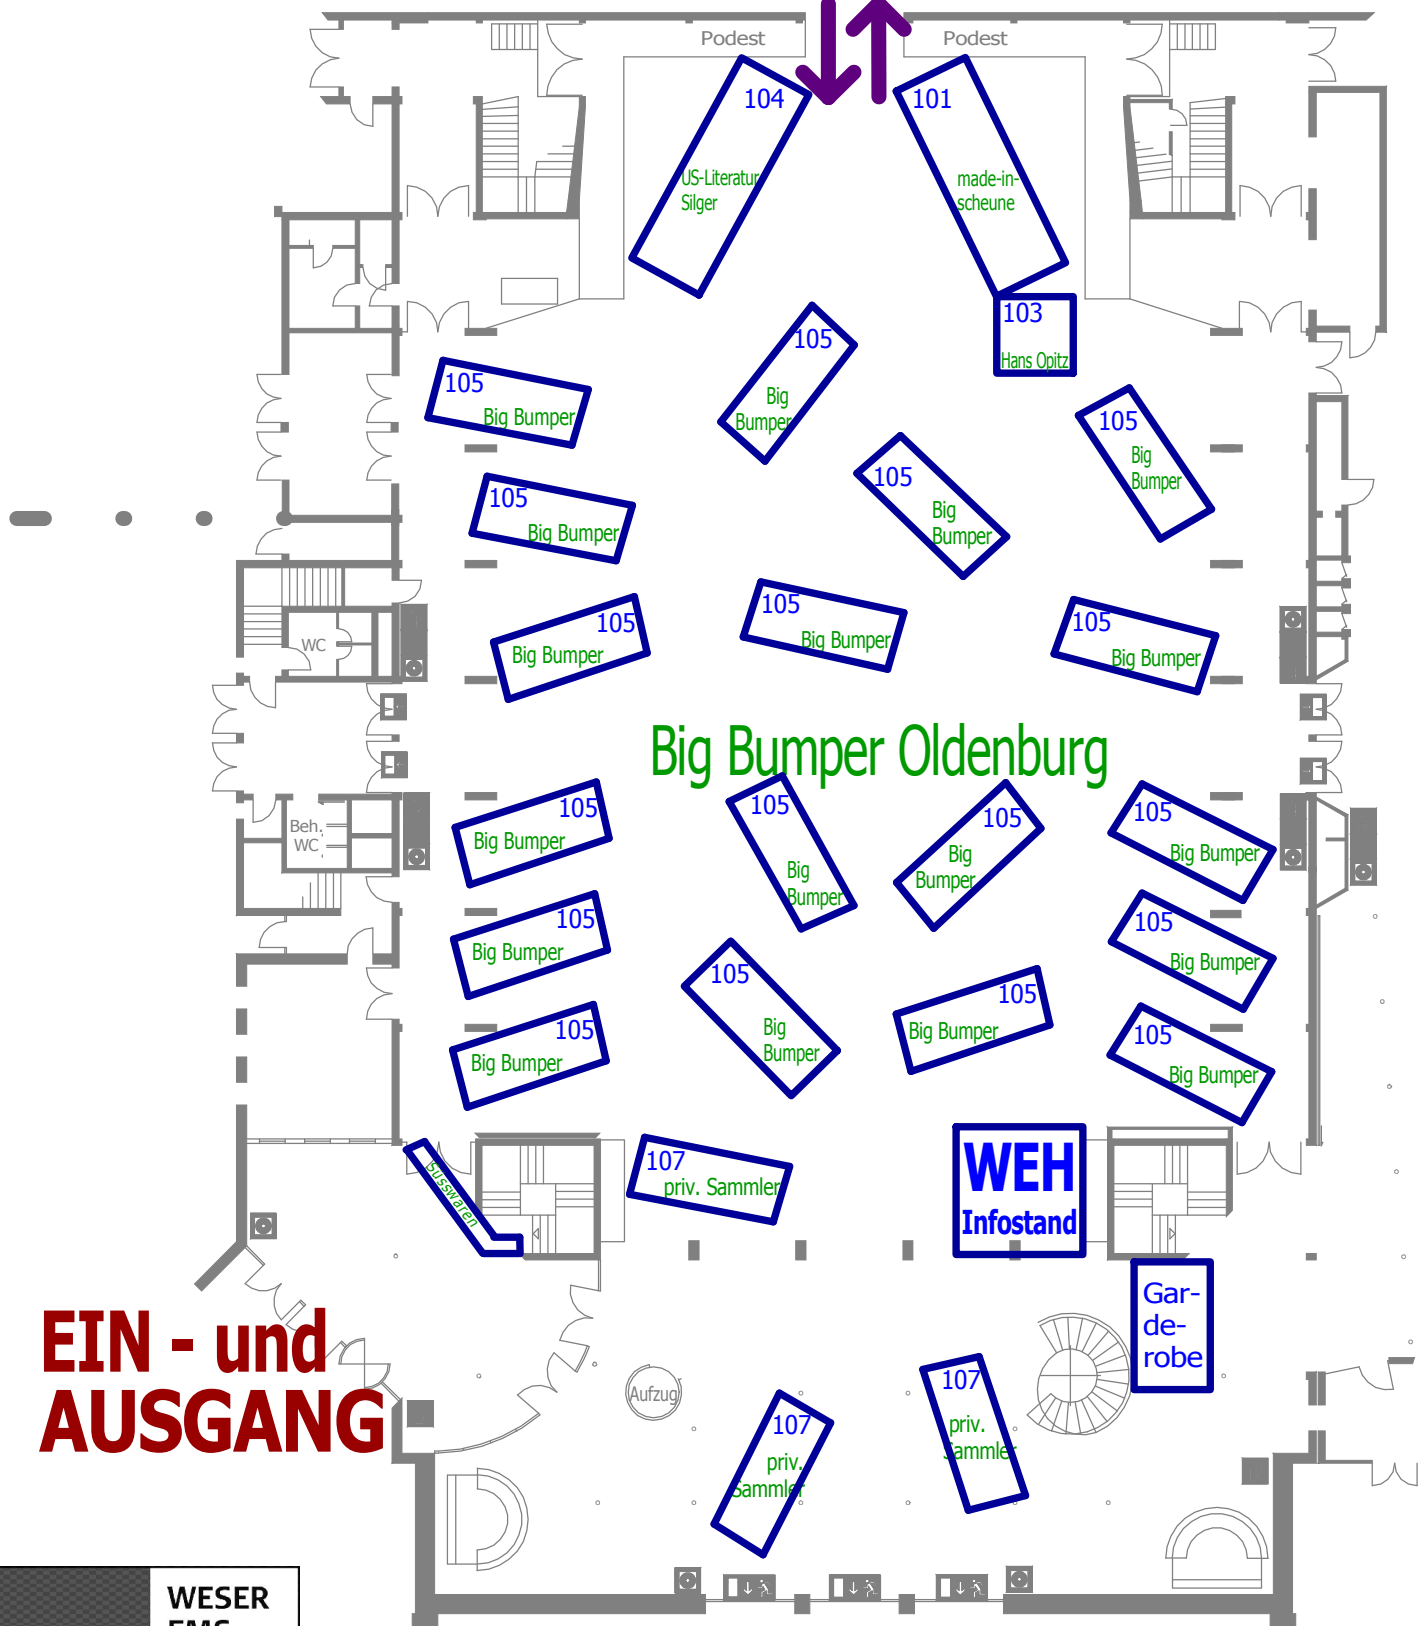 Podest
Podest
104
US-Literatur
Silger
101
made-in-
scheune
103
Hans Opitz
105
Big
Bumper
105
Big Bumper
105
Big
Bumper
105
Big
Bumper
105
Big Bumper
105
Big Bumper
105
Big Bumper
105
Big Bumper
WC
Big Bumper Oldenburg
105
Big Bumper
105
Big
Bumper
105
Big
Bumper
105
Big Bumper
Beh.
WC
105
Big Bumper
105
Big Bumper
105
Big
Bumper
105
Big Bumper
105
Big Bumper
105
Big Bumper
107
priv. Sammler
WEH
Infostand
Süsswaren
Gar-
de-
robe
EIN - und
AUSGANG
Aufzug
107
priv.
Sammler
107
priv.
Sammler
WESER
EMS